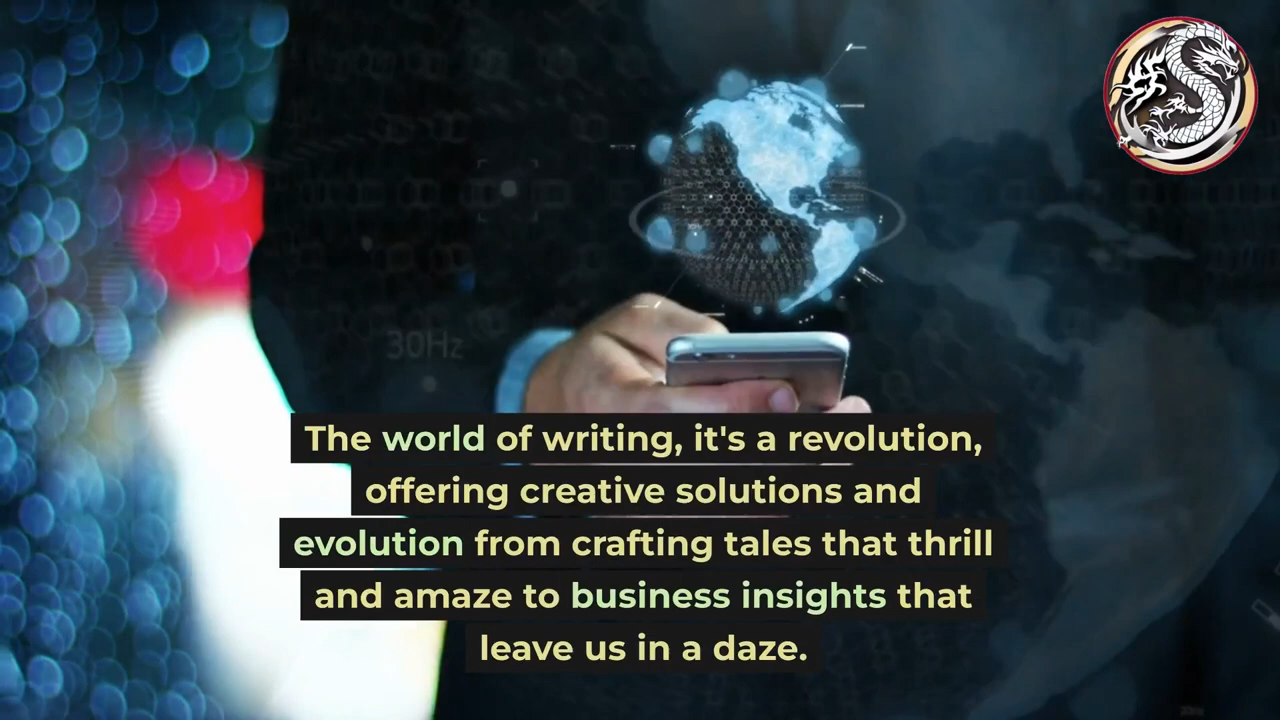 30Hz
The world of writing, it's a revolution,
offering creative solutions and
evolution from crafting tales that thrill
and amaze to business insights that
leave us in a daze.